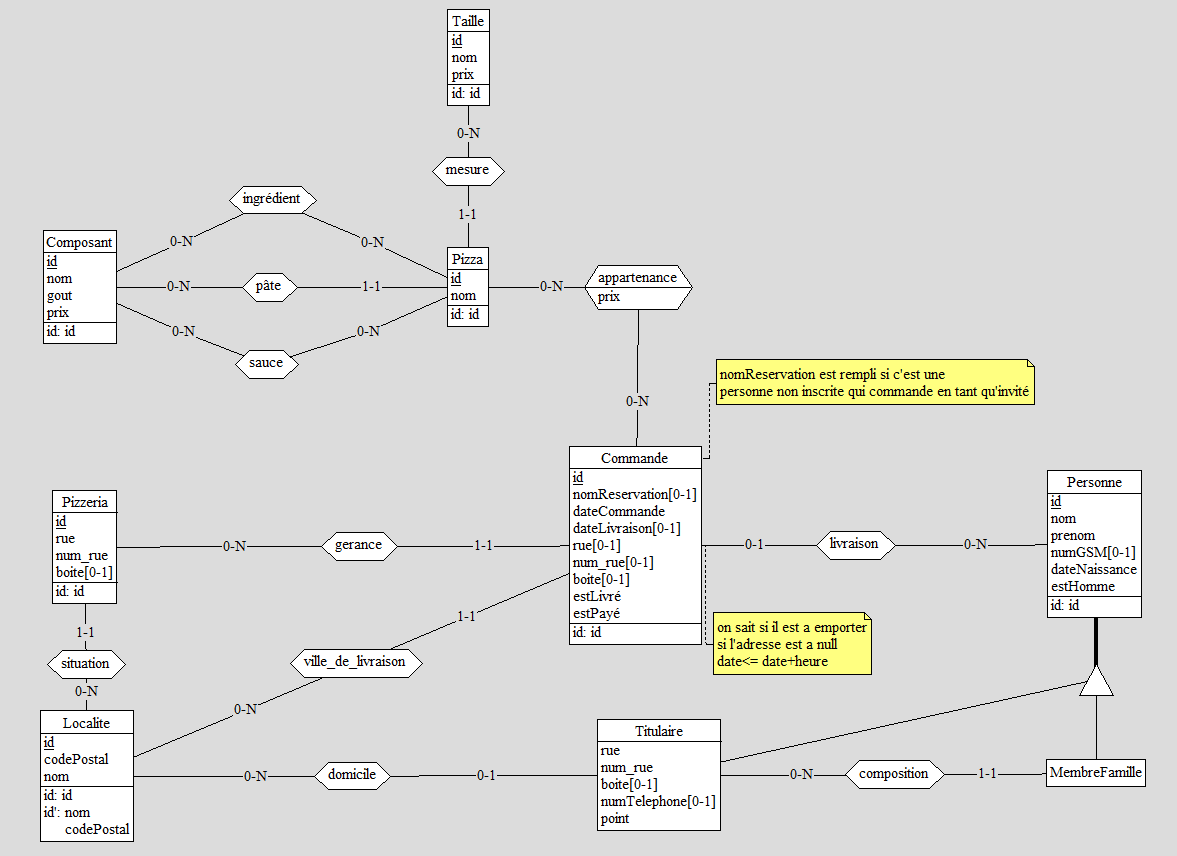 Taille
id
nom
prix
id: id
0-N
mesure
1-1
ingrédient
0-N
0-N
Composant
id
nom
gout
prix
id: id
0-N
pâte
1-1
0-N
sauce
0-N
Pizza
id
nom
id: id
0-N
appartenance
prix
0-N
nomReservation est rempli si c'est une
personne non inscrite qui commande en tant qu'invité
Commande
id
nomReservation[0-1]
dateCommande
dateLivraison[0-1]
rue[0-1]
num_rue[0-1]
boite[0-1]
estLivré
estPayé
id: id
Personne
id
nom
prenom
numGSM[0-1]
dateNaissance
estHomme
id: id
Pizzeria
id
rue
num_rue
boite[0-1]
id: id
0-N
gerance
1-1
0-1
livraison
0-N
on sait si il est a emporter
si l'adresse est a null
date<= date+heure
1-1
situation
0-N
1-1
ville_de_livraison
0-N
Localite
id
codePostal
nom
id: id
id': nom
codePostal
0-N
domicile
0-1
Titulaire
rue
num_rue
boite[0-1]
numTelephone[0-1]
point
0-N
composition
1-1
MembreFamille